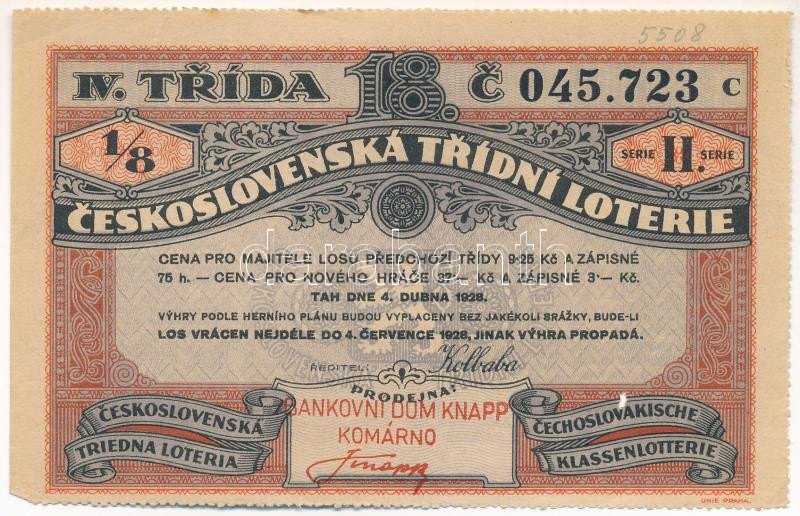 5508
IV. TŘÍDA 18. Č 045.723 C
1/8
SERIE II. SERIE
ČESKOSLOVENSKÁ TŘÍDNÍ LOTERIE
CENA PRO MAJITELE LOSU PŘEDCHOZÍ TŘÍDY 9·25 Kč A ZÁPISNÉ
75 h. — CENA PRO NOVÉHO HRÁČE 37·— Kč A ZÁPISNÉ 3·— Kč.
TAH DNE 4. DUBNA 1928.
VÝHRY PODLE HERNÍHO PLÁNU BUDOU VYPLACENY BEZ JAKÉKOLI SRÁŽKY, BUDE-LI
LOS VRÁCEN NEJDÉLE DO 4. ČERVENCE 1928, JINAK VÝHRA PROPADÁ.
ŘEDITEL: Kolbaba
PRODEJNA:
BANKOVNÍ DŮM KNAPP
KOMÁRNO
Knapp
ČESKOSLOVENSKÁ
TRIEDNA LOTERIA
ČECHOSLOVAKISCHE
KLASSENLOTTERIE
UNIE PRAHA.
darabanth.com